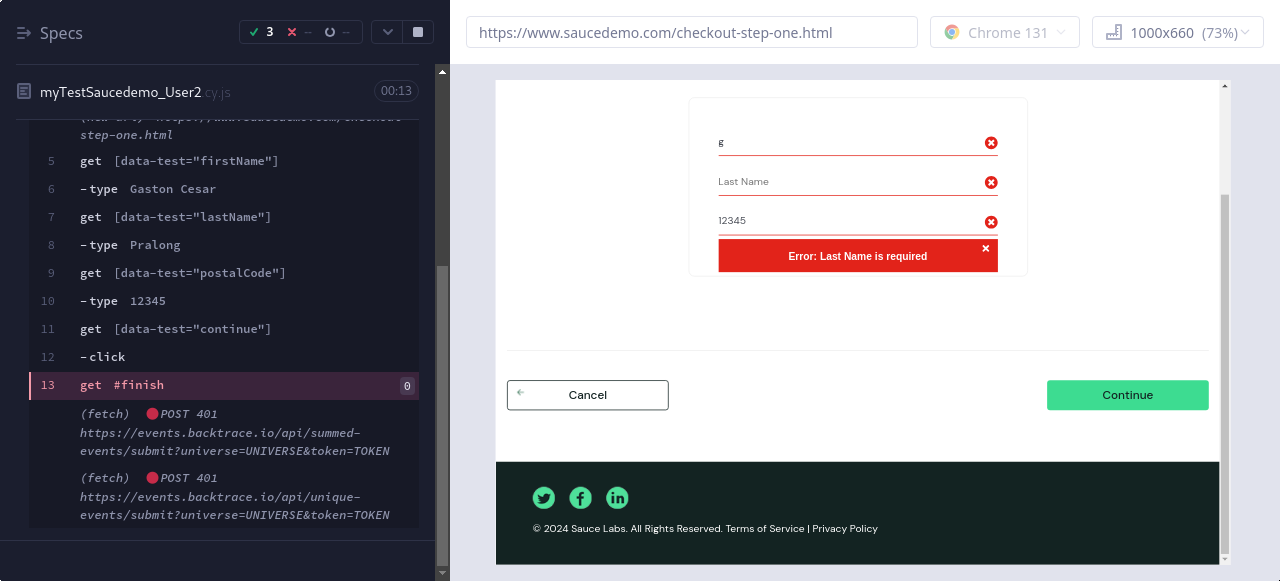 Specs
3
--
--
myTestSaucedemo_User2.cy.js
00:13
step-one.html
5 get [data-test="firstName"]
6 -type Gaston Cesar
7 get [data-test="lastName"]
8 -type Pralong
9 get [data-test="postalCode"]
10 -type 12345
11 get [data-test="continue"]
12 -click
13 get #finish 0
(fetch) POST 401
https://events.backtrace.io/api/summed-
events/submit?universe=UNIVERSE&token=TOKEN
(fetch) POST 401
https://events.backtrace.io/api/unique-
events/submit?universe=UNIVERSE&token=TOKEN
https://www.saucedemo.com/checkout-step-one.html
Chrome 131
1000x660 (73%)
g
Last Name
12345
Error: Last Name is required
Cancel
Continue
© 2024 Sauce Labs. All Rights Reserved. Terms of Service | Privacy Policy